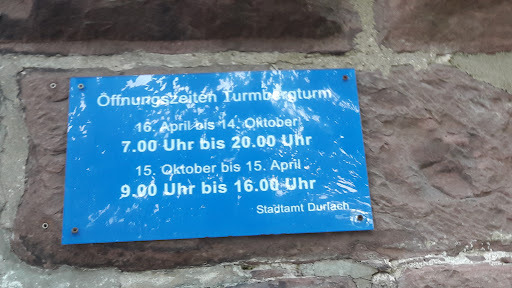 Öffnungszeiten Turmbergturm
16. April bis 14. Oktober
7.00 Uhr bis 20.00 Uhr
15. Oktober bis 15. April
9.00 Uhr bis 16.00 Uhr
Stadtamt Durlach